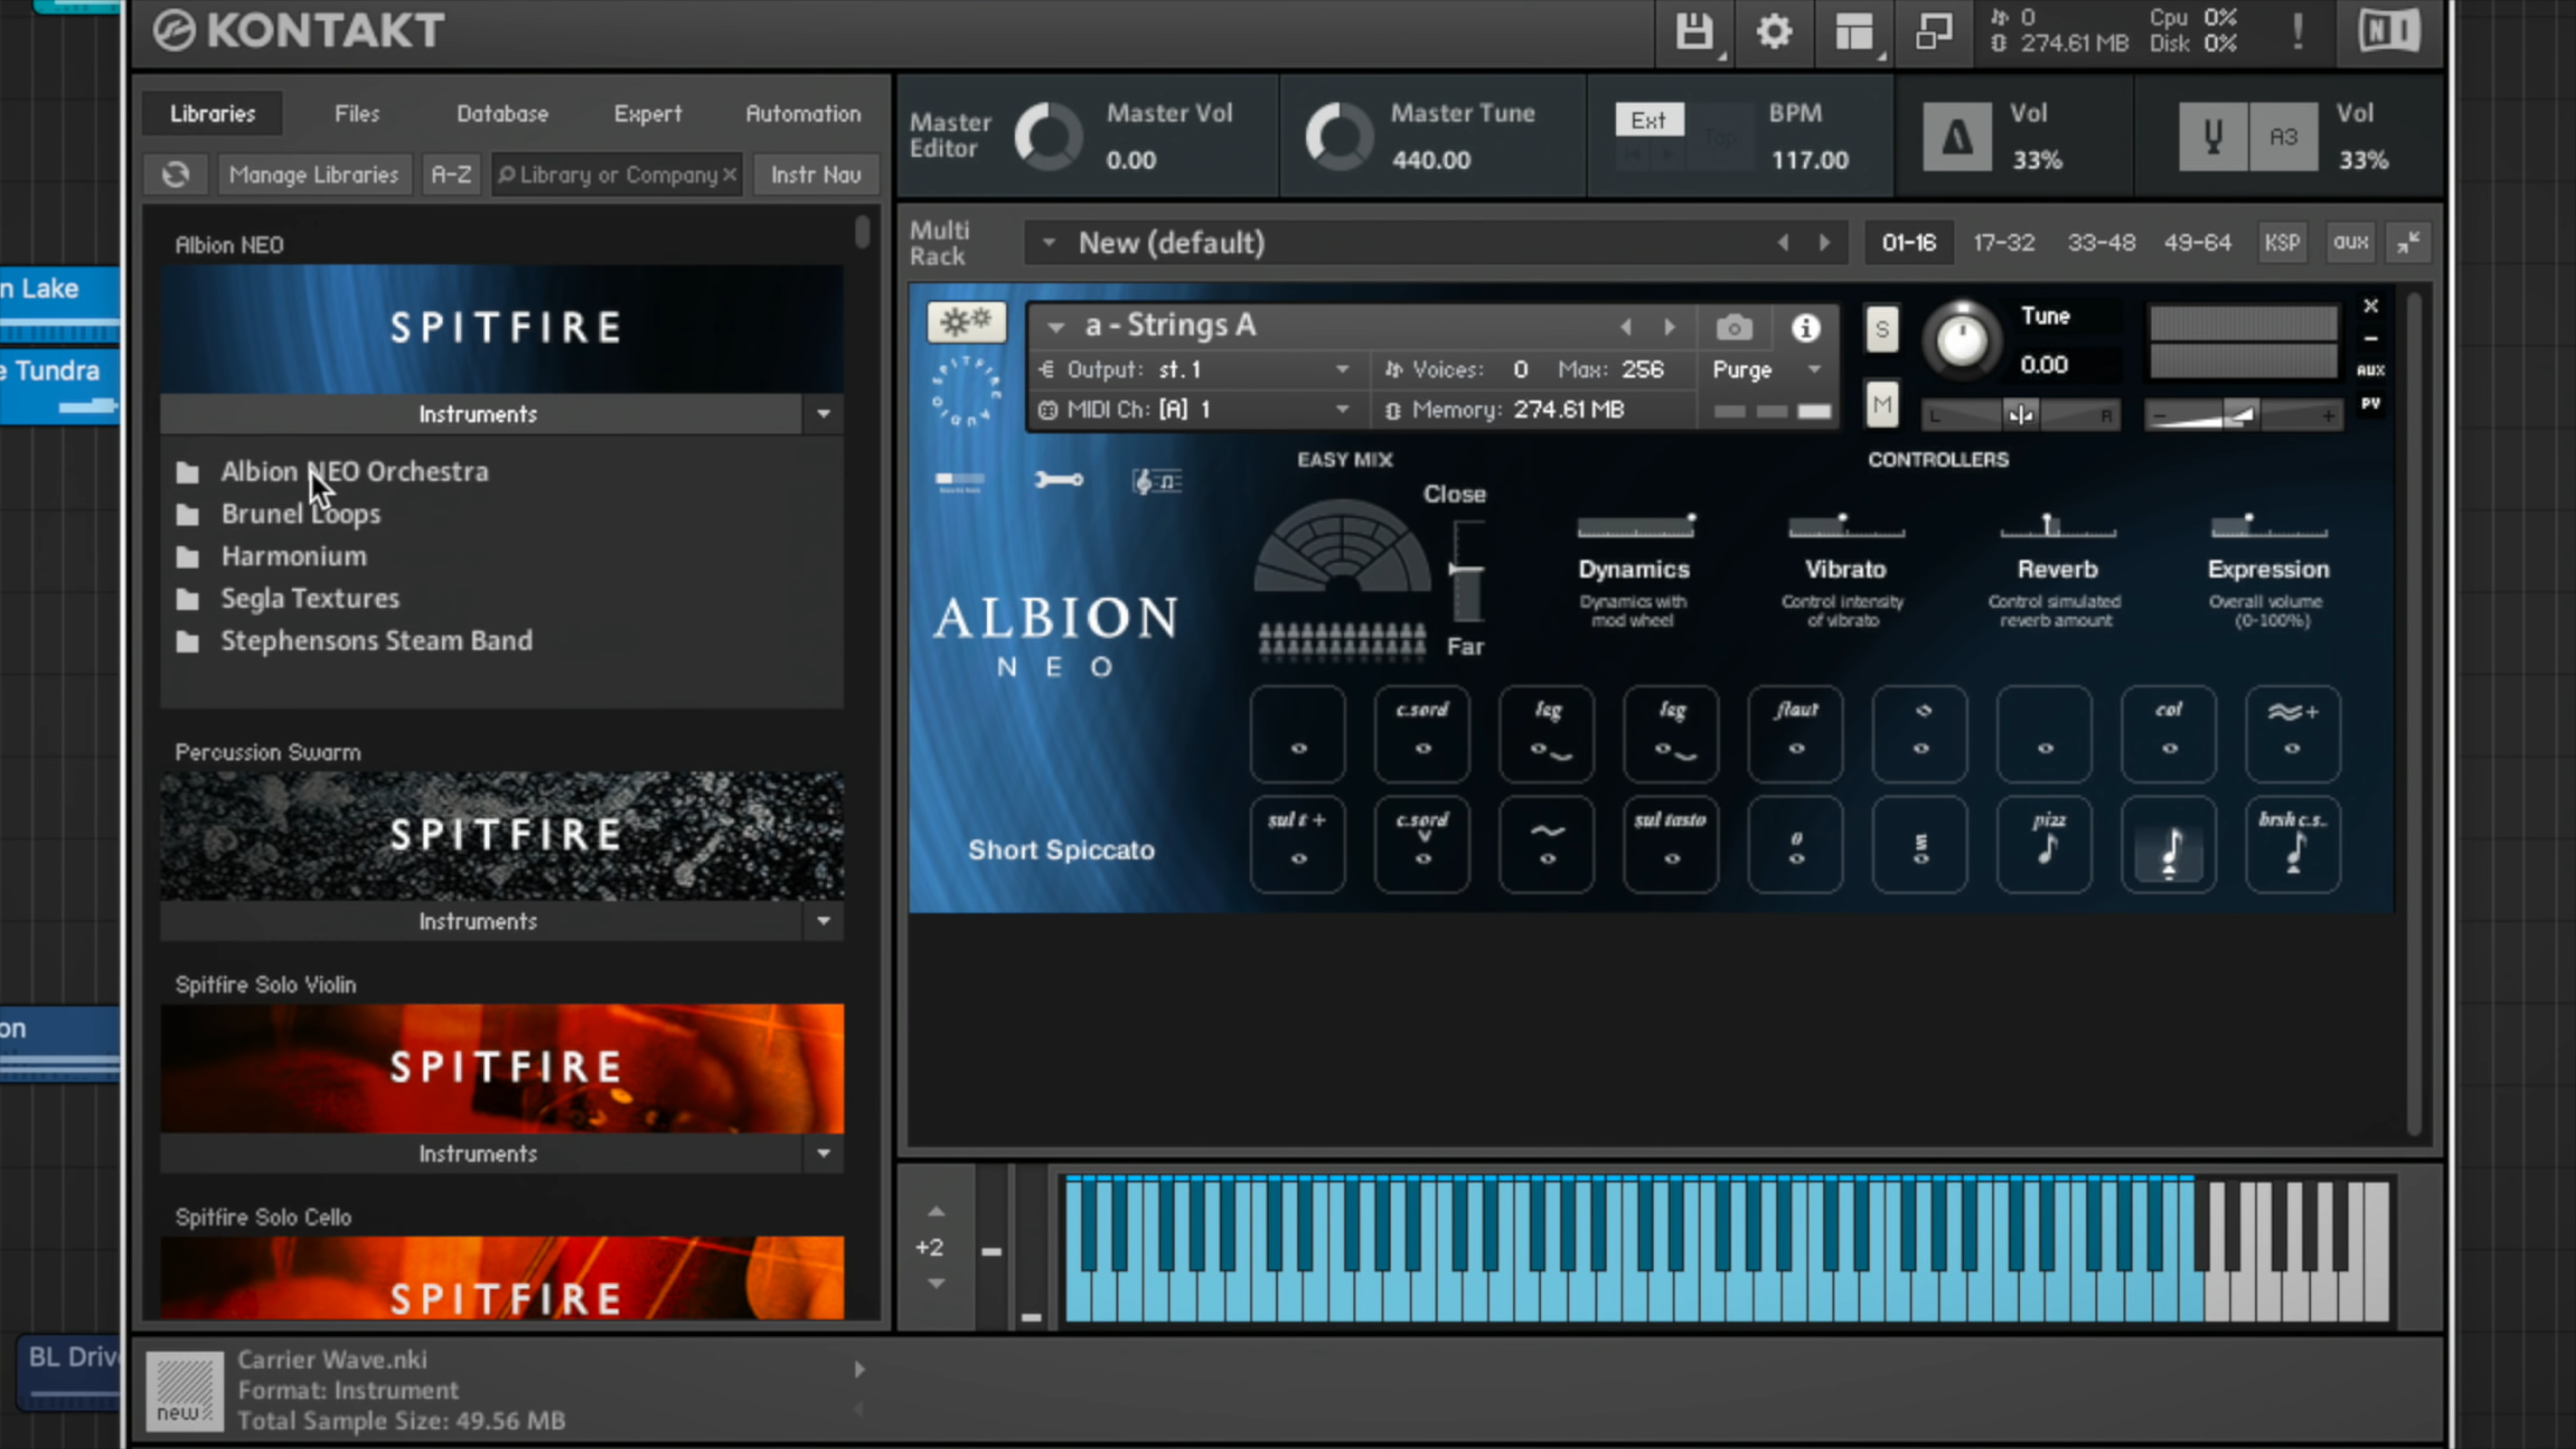 KONTAKT
0
274.61 MB
Cpu 0%
Disk 0%
!
NI
Libraries
Files
Database
Expert
Automation
Manage Libraries
A-Z
Library or Company
Instr Nav
Master
Editor
Master Vol
0.00
Master Tune
440.00
Ext
Tap
BPM
117.00
Vol
33%
A3
Vol
33%
Multi
Rack
New (default)
01-16
17-32
33-48
49-64
KSP
aux
Albion NEO
SPITFIRE
Instruments
Albion NEO Orchestra
Brunel Loops
Harmonium
Segla Textures
Stephensons Steam Band
Percussion Swarm
SPITFIRE
Instruments
Spitfire Solo Violin
SPITFIRE
Instruments
Spitfire Solo Cello
SPITFIRE
n Lake
e Tundra
on
BL Drive
SPITFIRE AUDIO
a - Strings A
Output: st.1
Voices: 0 Max: 256
Purge
MIDI Ch: [A] 1
Memory: 274.61 MB
S
M
Tune
0.00
L
R
AUX
PV
EASY MIX
Close
Far
CONTROLLERS
Dynamics
Dynamics with
mod wheel
Vibrato
Control intensity
of vibrato
Reverb
Control simulated
reverb amount
Expression
Overall volume
(0-100%)
ALBION
NEO
Short Spiccato
c.sord
leg
leg
flaut
col
sul t +
c.sord
sul tasto
pizz
brsh c.s..
+2
new
Carrier Wave.nki
Format: Instrument
Total Sample Size: 49.56 MB